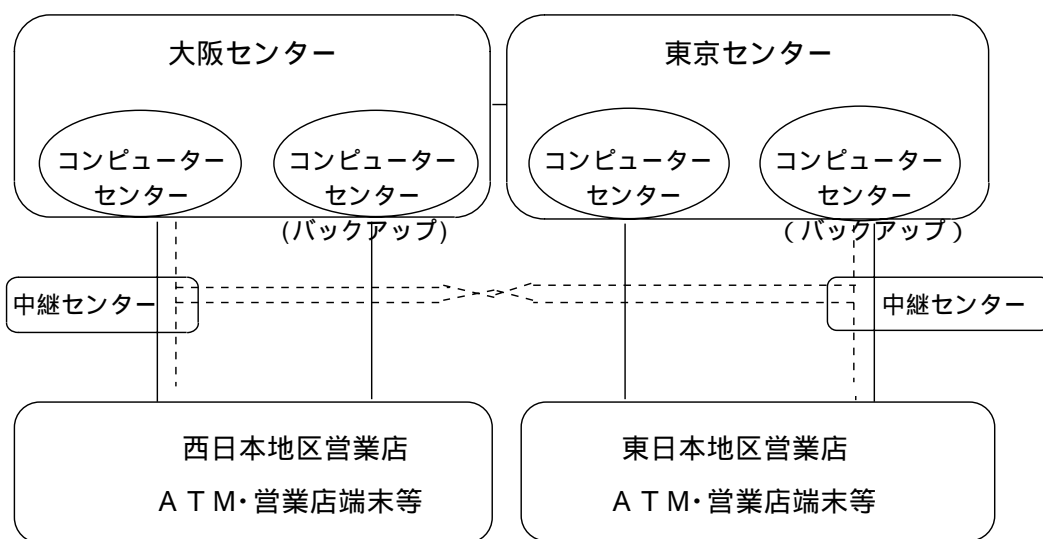 大阪センター
東京センター
コンピューター
センター
(バックアップ)
コンピューター
センター
コンピューター
センター
コンピューター
センター
（バックアップ）
中継センター
中継センター
西日本地区営業店
ＡＴＭ・営業店端末等
東日本地区営業店
ＡＴＭ・営業店端末等